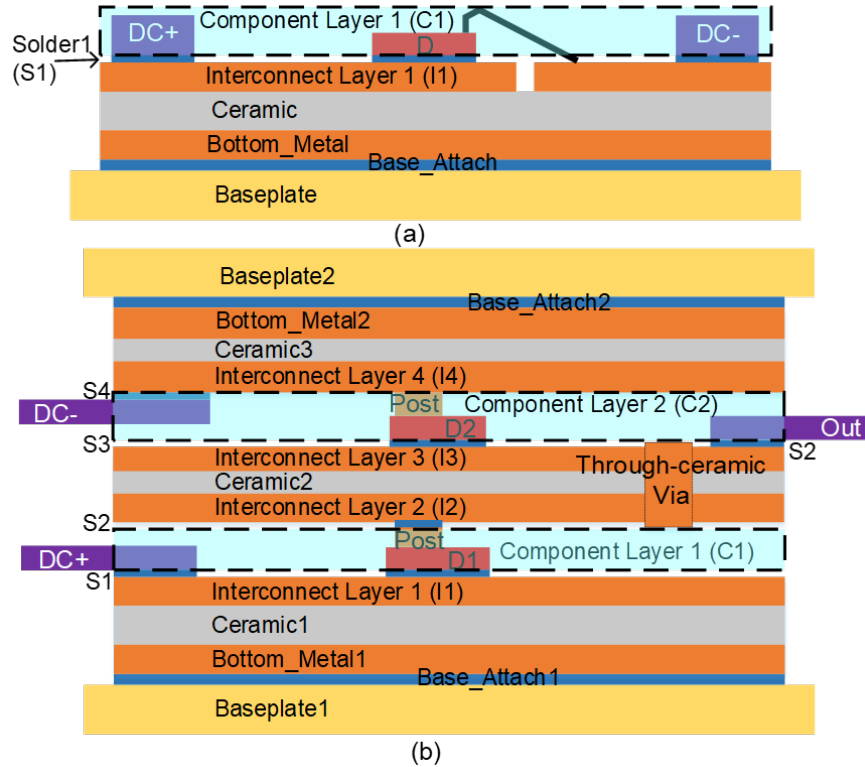 Component Layer 1 (C1)
DC+
D
DC-
Solder1
(S1)
Interconnect Layer 1 (I1)
Ceramic
Bottom_Metal
Base_Attach
Baseplate
(a)
Baseplate2
Base_Attach2
Bottom_Metal2
Ceramic3
Interconnect Layer 4 (I4)
S4
DC-
Post
Component Layer 2 (C2)
D2
Out
S3
S2
Interconnect Layer 3 (I3)
Through-ceramic
Via
Ceramic2
Interconnect Layer 2 (I2)
S2
Post
Component Layer 1 (C1)
DC+
D1
S1
Interconnect Layer 1 (I1)
Ceramic1
Bottom_Metal1
Base_Attach1
Baseplate1
(b)